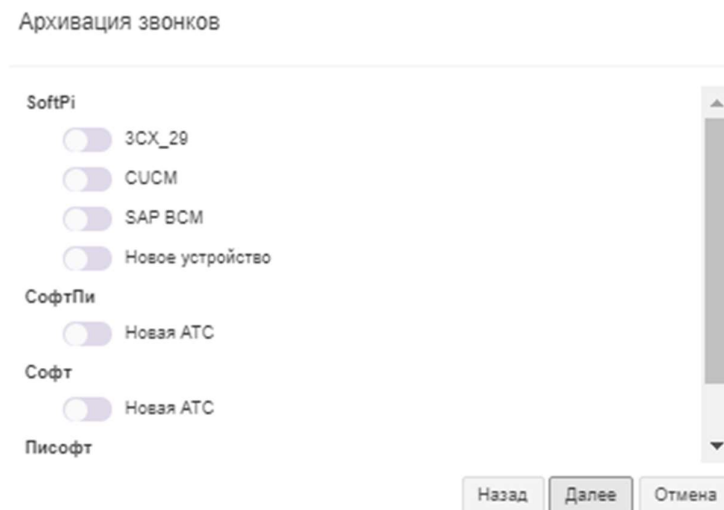 Архивация звонков
SoftPi
3CX_29
CUCM
SAP BCM
Новое устройство
СофтПи
Новая АТС
Софт
Новая АТС
Писофт
Назад Далее Отмена